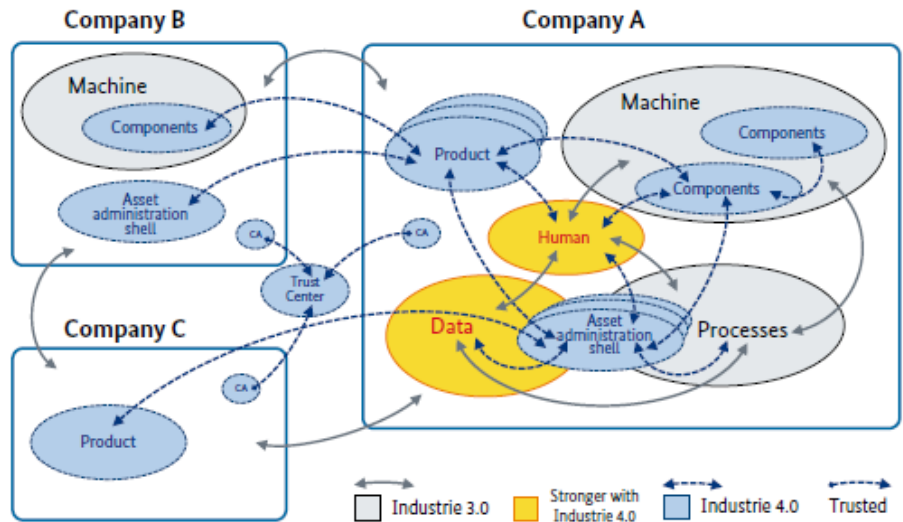 Company B
Company A
Machine
Components
Asset
administration
shell
CA
Product
Machine
Components
Components
Human
CA
Trust
Center
Company C
Data
Asset
administration
shell
Processes
CA
Product
Industrie 3.0
Stronger with
Industrie 4.0
Industrie 4.0
Trusted